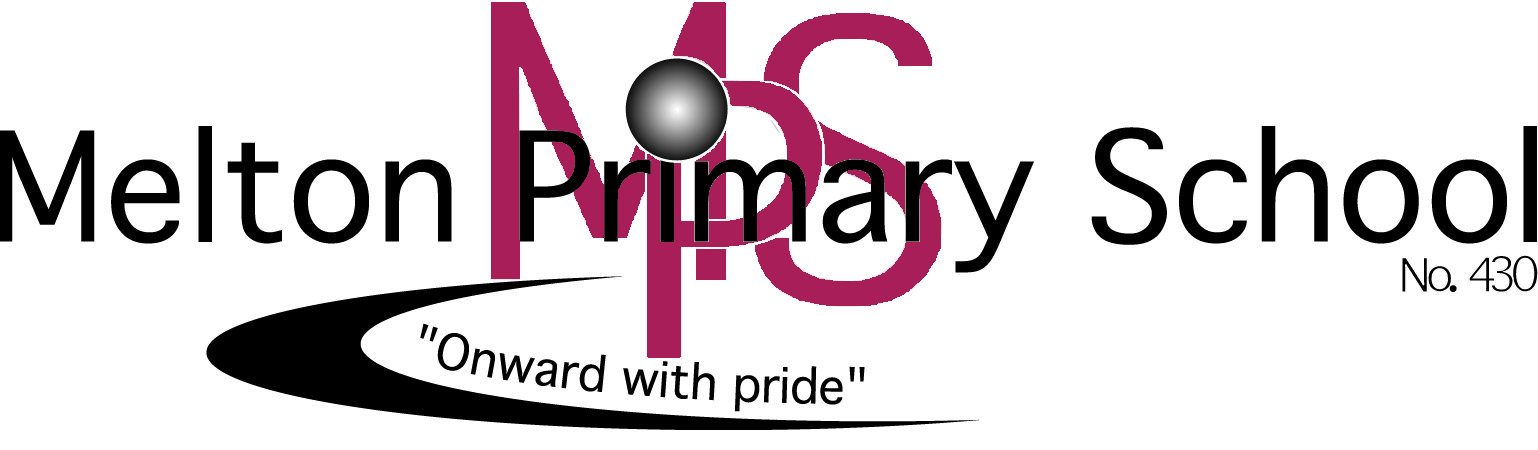 MPS
Melton Primary School
No. 430
"Onward with pride"